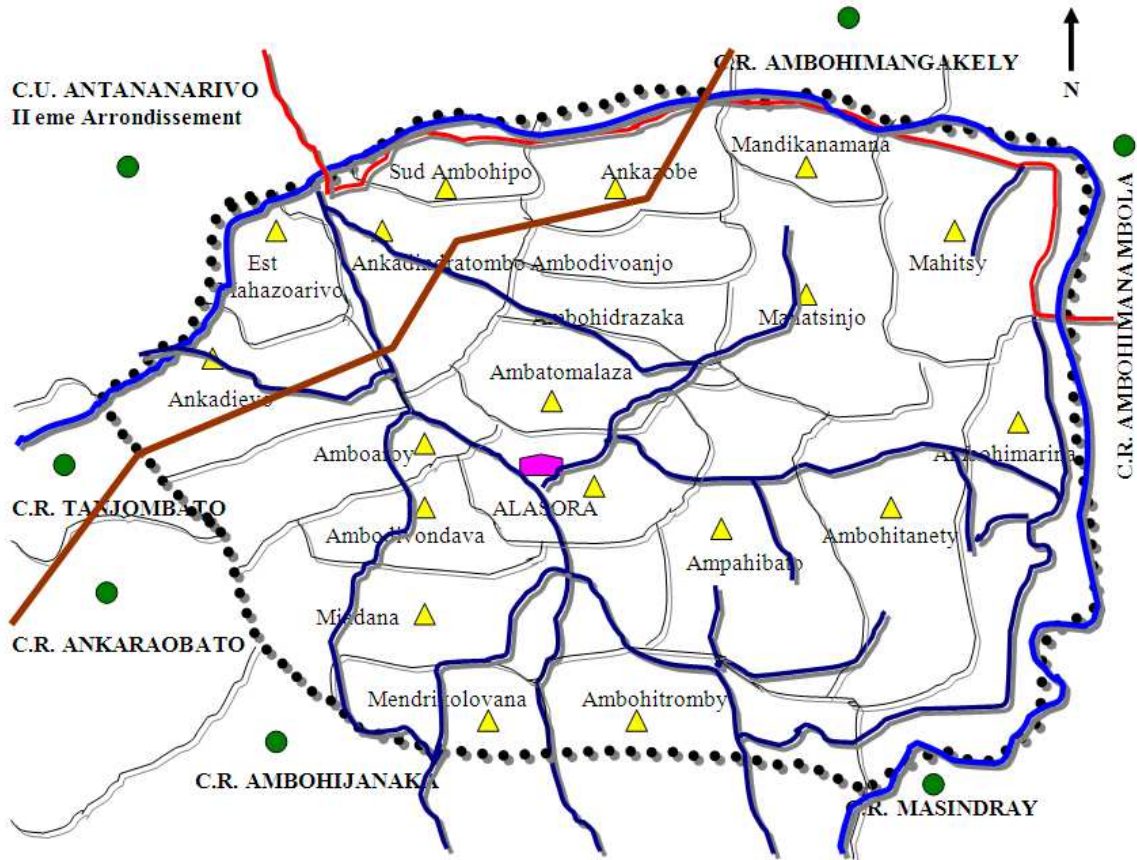 C.R. AMBOHIMANGAKELY
C.U. ANTANANARIVO
II eme Arrondissement
N
Mandikanamana
Sud Ambohipo
Ankazobe
C.R. AMBOHIMANAMBOLA
Est
Mahazoarivo
Ankadindratombo
Ambodivoanjo
Mahitsy
Ambohidrazaka
Manatsinjo
Ambatomalaza
Ankadievo
Amboaroy
Ambohimarina
C.R. TANJOMBATO
ALASORA
Ambodivondava
Ambohitanety
Ampahibato
Miadana
C.R. ANKARAOBATO
Mendrikolovana
Ambohitromby
C.R. AMBOHIJANAKA
C.R. MASINDRAY